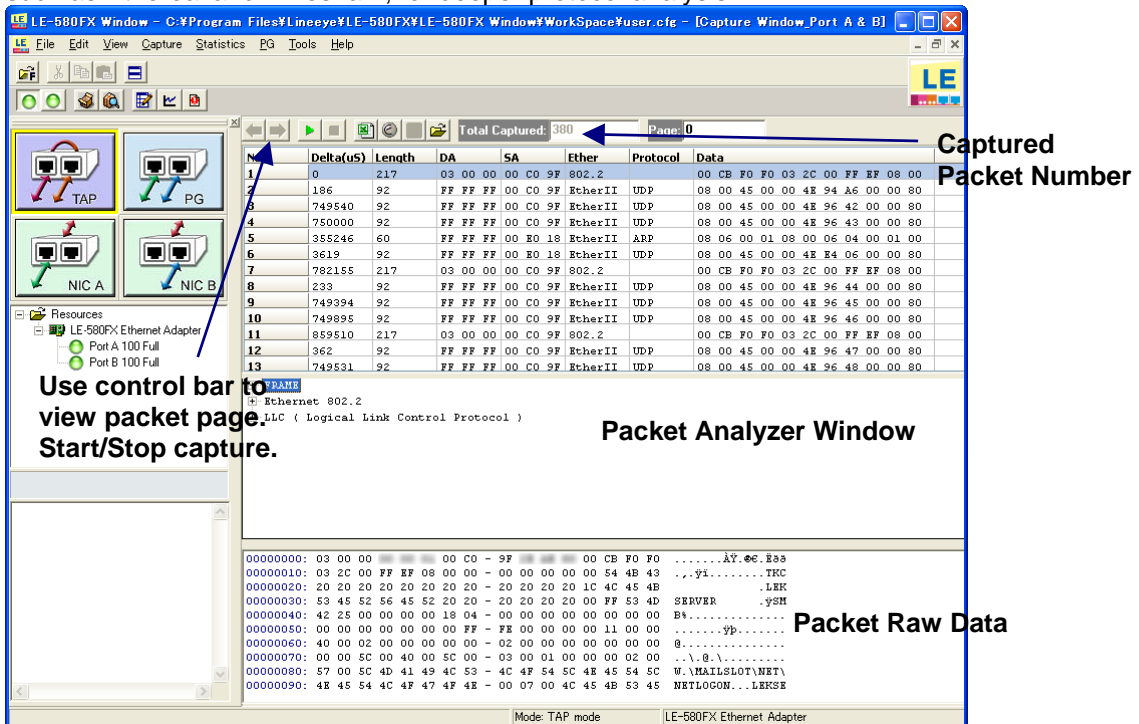 LE-580FX Window - C:¥Program Files¥Lineeye¥LE-580FX¥LE-580FX Window¥WorkSpace¥user.cfg - [Capture Window_Port A & B]
File Edit View Capture Statistics PG Tools Help
LE
Total Captured: 380 Page: 0
Captured
Packet Number
Delta(uS) Length DA SA Ether Protocol Data
1 0 217 03 00 00 00 C0 9F 802.2 00 CB F0 F0 03 2C 00 FF EF 08 00
2 186 92 FF FF FF 00 C0 9F EtherII UDP 08 00 45 00 00 4E 94 A6 00 00 80
3 749540 92 FF FF FF 00 C0 9F EtherII UDP 08 00 45 00 00 4E 96 42 00 00 80
4 750000 92 FF FF FF 00 C0 9F EtherII UDP 08 00 45 00 00 4E 96 43 00 00 80
5 355246 60 FF FF FF 00 E0 18 EtherII ARP 08 06 00 01 08 00 06 04 00 01 00
6 3619 92 FF FF FF 00 E0 18 EtherII UDP 08 00 45 00 00 4E E4 06 00 00 80
7 782155 217 03 00 00 00 C0 9F 802.2 00 CB F0 F0 03 2C 00 FF EF 08 00
8 233 92 FF FF FF 00 C0 9F EtherII UDP 08 00 45 00 00 4E 96 44 00 00 80
9 749394 92 FF FF FF 00 C0 9F EtherII UDP 08 00 45 00 00 4E 96 45 00 00 80
10 749895 92 FF FF FF 00 C0 9F EtherII UDP 08 00 45 00 00 4E 96 46 00 00 80
11 859510 217 03 00 00 00 C0 9F 802.2 00 CB F0 F0 03 2C 00 FF EF 08 00
12 362 92 FF FF FF 00 C0 9F EtherII UDP 08 00 45 00 00 4E 96 47 00 00 80
13 749531 92 FF FF FF 00 C0 9F EtherII UDP 08 00 45 00 00 4E 96 48 00 00 80
TAP PG
NIC A NIC B
Resources
LE-580FX Ethernet Adapter
Port A 100 Full
Port B 100 Full
Use control bar to
view packet page.
Start/Stop capture.
FRAME
Ethernet 802.2
LLC ( Logical Link Control Protocol )
Packet Analyzer Window
00000000: 03 00 00 00 C0 - 9F 00 CB F0 F0 .......ÀŸ.®€.Ëðð
00000010: 03 2C 00 FF EF 08 00 00 - 00 00 00 00 00 54 4B 43 .,.ÿï........TKC
00000020: 20 20 20 20 20 20 20 20 - 20 20 20 20 1C 4C 45 4B .LEK
00000030: 53 45 52 56 45 52 20 20 - 20 20 20 20 00 FF 53 4D SERVER .ÿSM
00000040: 42 25 00 00 00 00 18 04 - 00 00 00 00 00 00 00 00 B%..............
00000050: 00 00 00 00 00 00 00 FF - FE 00 00 00 00 11 00 00 .......ÿþ.......
00000060: 40 00 02 00 00 00 00 00 - 02 00 00 00 00 00 00 00 @...............
00000070: 00 00 5C 00 40 00 5C 00 - 03 00 01 00 00 00 02 00 ..\.@.\.........
00000080: 57 00 5C 4D 41 49 4C 53 - 4C 4F 54 5C 4E 45 54 5C W.\MAILSLOT\NET\
00000090: 4E 45 54 4C 4F 47 4F 4E - 00 07 00 4C 45 4B 53 45 NETLOGON...LEKSE
Packet Raw Data
Mode: TAP mode LE-580FX Ethernet Adapter